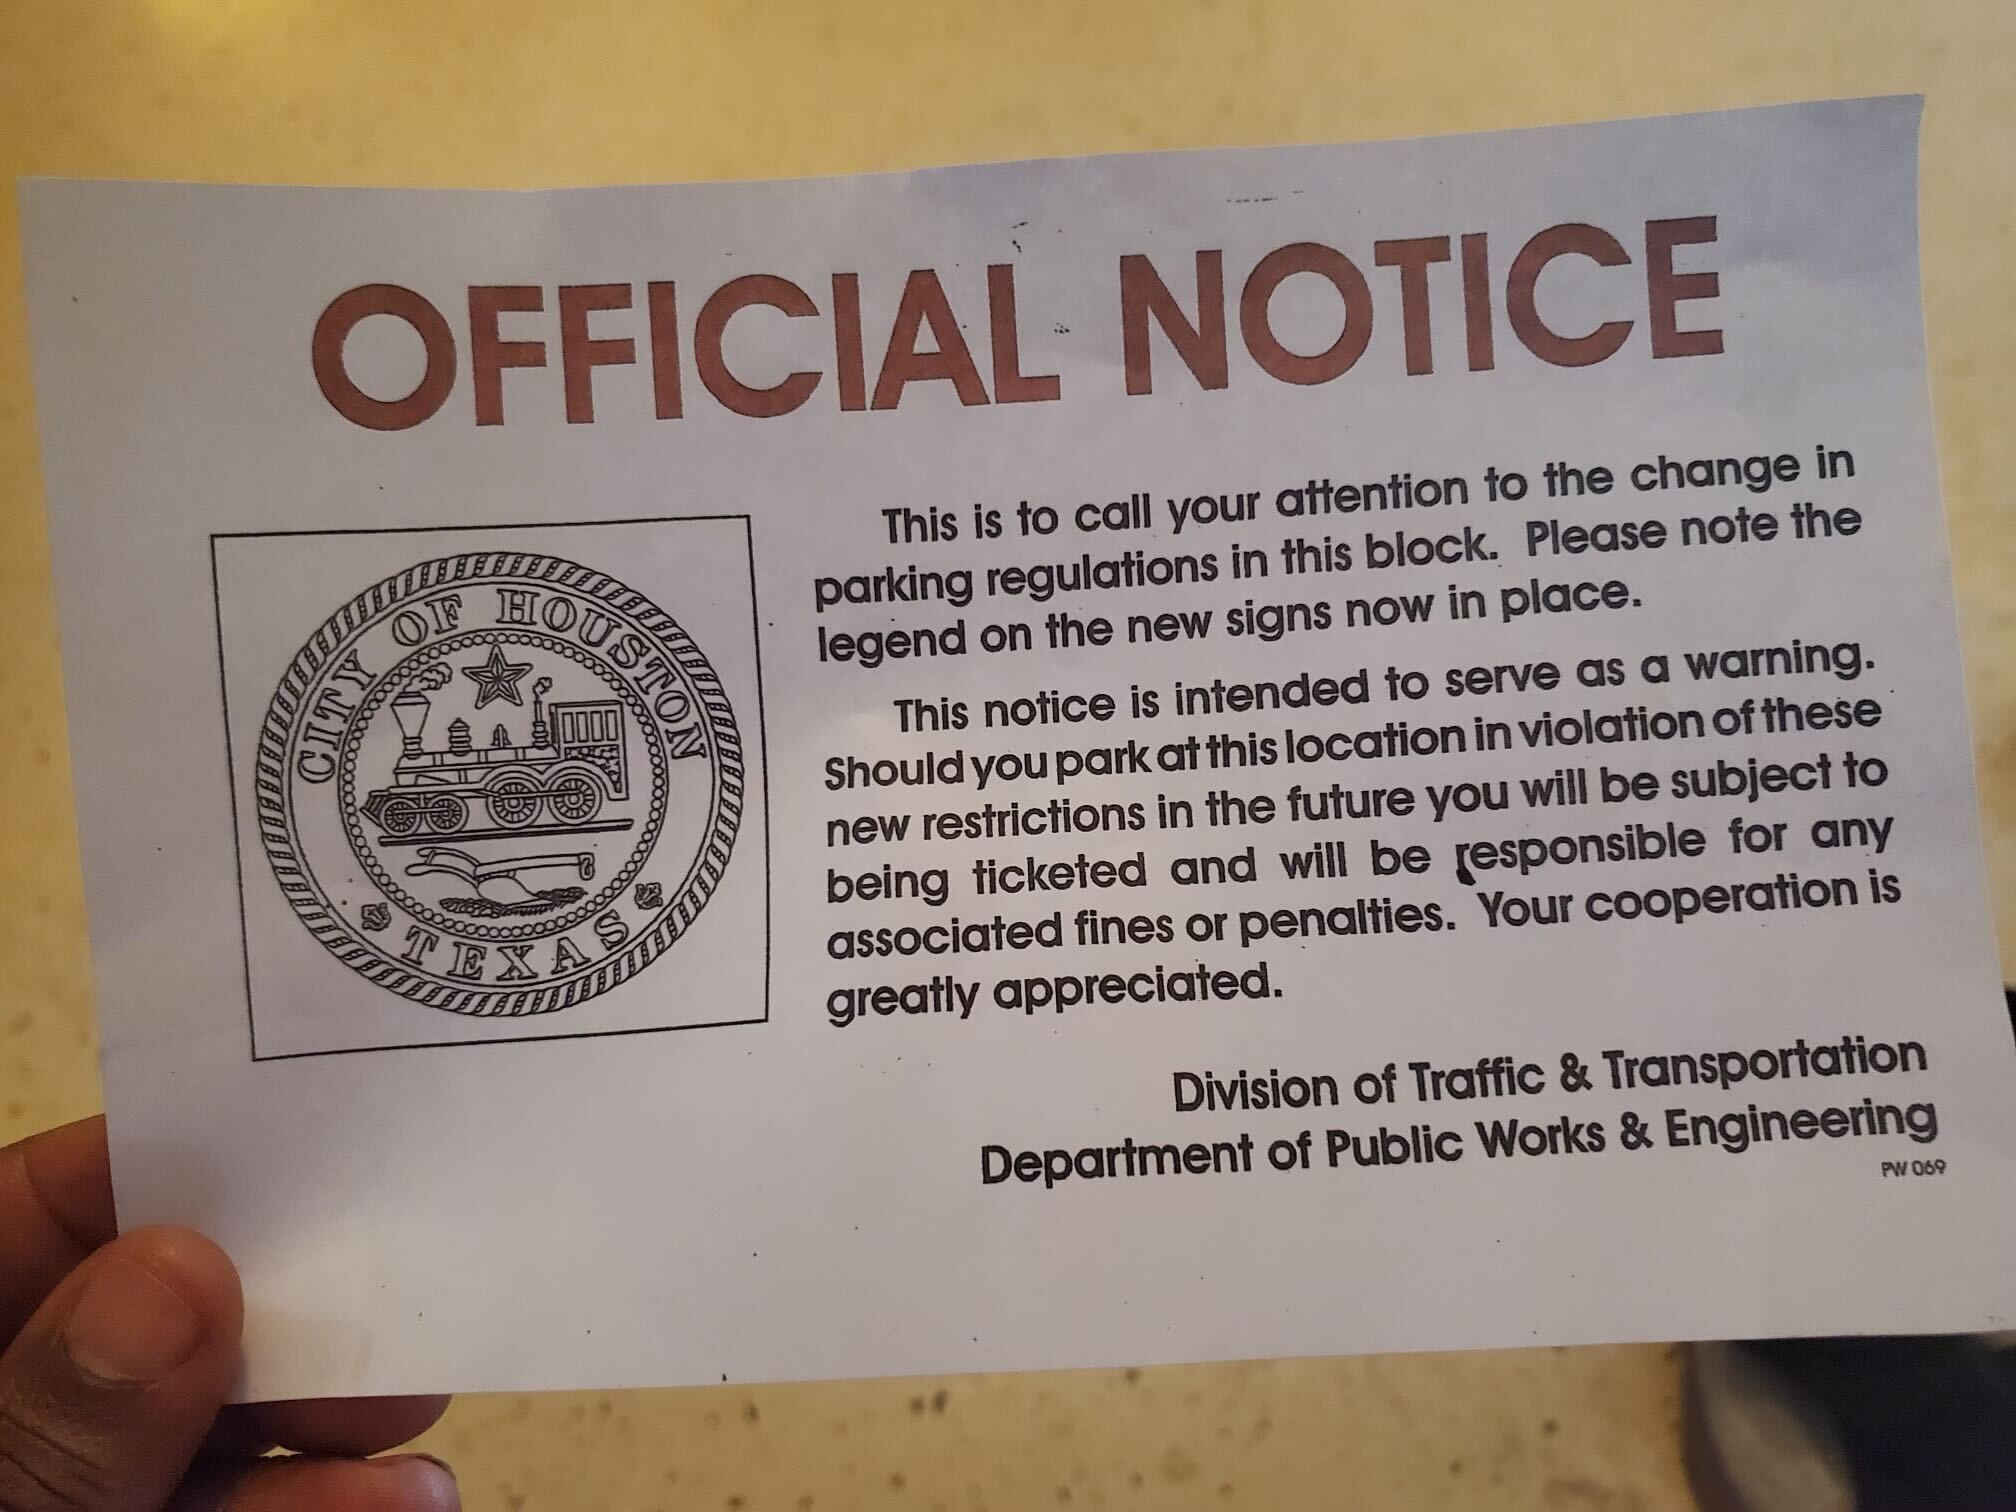 OFFICIAL NOTICE
CITY OF HOUSTON
TEXAS
This is to call your attention to the change in
parking regulations in this block. Please note the
legend on the new signs now in place.
This notice is intended to serve as a warning.
Should you park at this location in violation of these
new restrictions in the future you will be subject to
being ticketed and will be responsible for any
associated fines or penalties. Your cooperation is
greatly appreciated.
Division of Traffic & Transportation
Department of Public Works & Engineering
PW 069